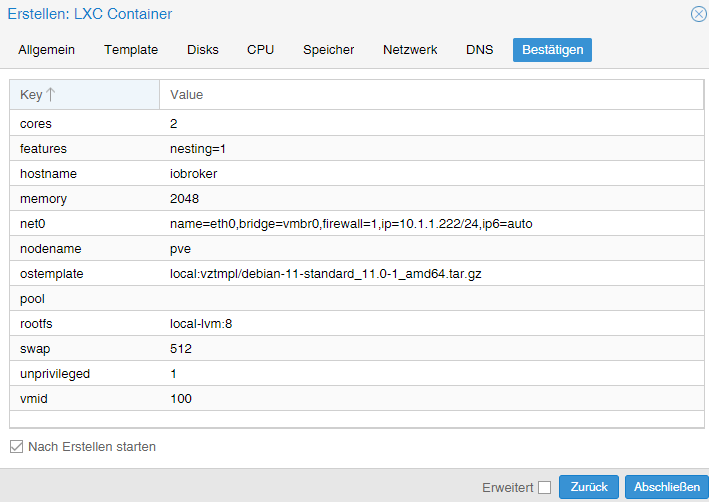 Erstellen: LXC Container
Allgemein Template Disks CPU Speicher Netzwerk DNS Bestätigen
Key Value
cores 2
features nesting=1
hostname iobroker
memory 2048
net0 name=eth0,bridge=vmbr0,firewall=1,ip=10.1.1.222/24,ip6=auto
nodename pve
ostemplate local:vztmpl/debian-11-standard_11.0-1_amd64.tar.gz
pool
rootfs local-lvm:8
swap 512
unprivileged 1
vmid 100
Nach Erstellen starten
Erweitert Zurück Abschließen